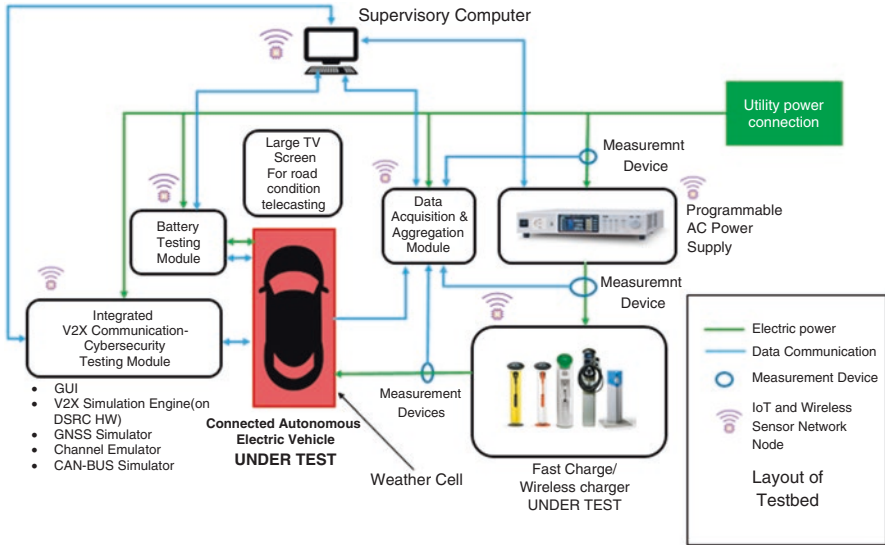 Supervisory Computer
Utility power
connection
Large TV
Screen
For road
condition
telecasting
Measuremnt
Device
Battery
Testing
Module
Data
Acquisition &
Aggregation
Module
Programmable
AC Power
Supply
Measuremnt
Device
Integrated
V2X Communication-
Cybersecurity
Testing Module
• GUI
• V2X Simulation Engine(on
DSRC HW)
• GNSS Simulator
• Channel Emulator
• CAN-BUS Simulator
Connected Autonomous
Electric Vehicle
UNDER TEST
Measurement
Devices
Weather Cell
Fast Charge/
Wireless charger
UNDER TEST
Electric power
Data Communication
Measurement Device
IoT and Wireless
Sensor Network
Node
Layout of
Testbed